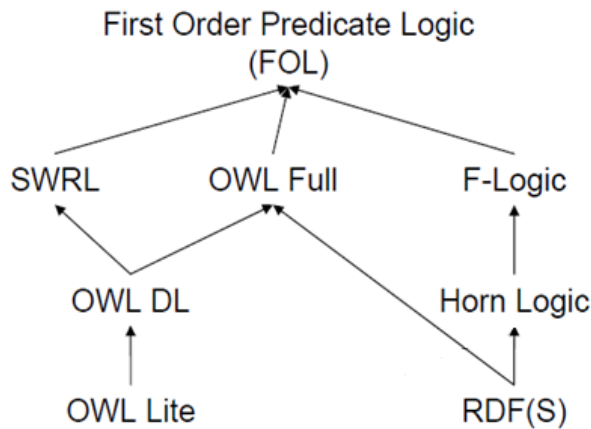 First Order Predicate Logic
(FOL)
SWRL
OWL Full
F-Logic
OWL DL
Horn Logic
OWL Lite
RDF(S)